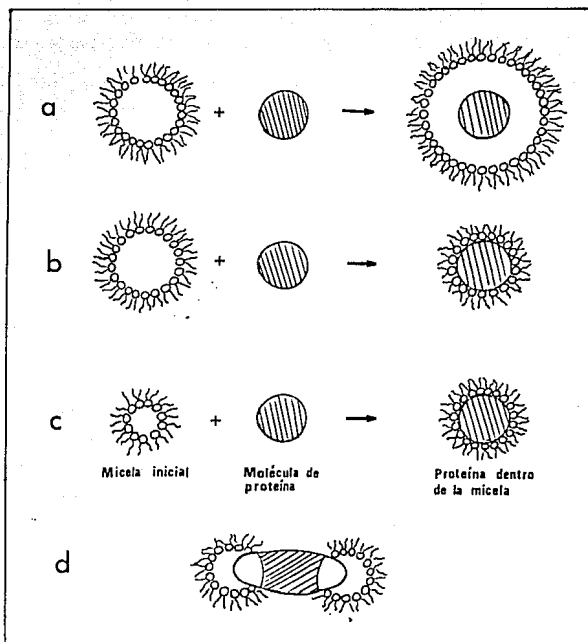 a
+
b
+
c
+
Micela inicial
Molécula de
proteína
Proteína dentro
de la micela
d